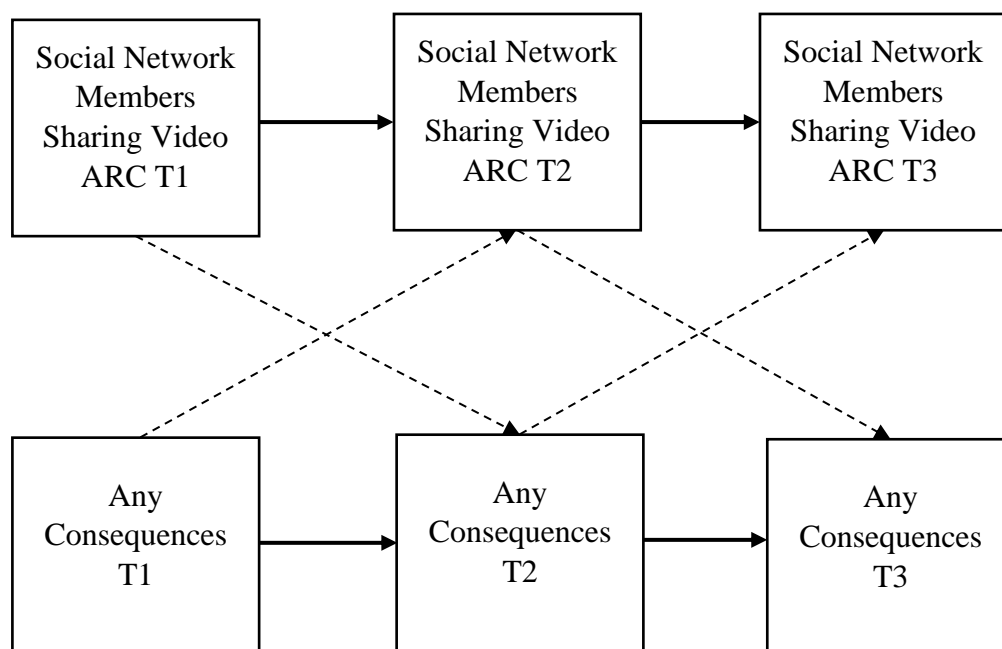 Social Network
Members
Sharing Video
ARC T1
Social Network
Members
Sharing Video
ARC T2
Social Network
Members
Sharing Video
ARC T3
Any
Consequences
T1
Any
Consequences
T2
Any
Consequences
T3